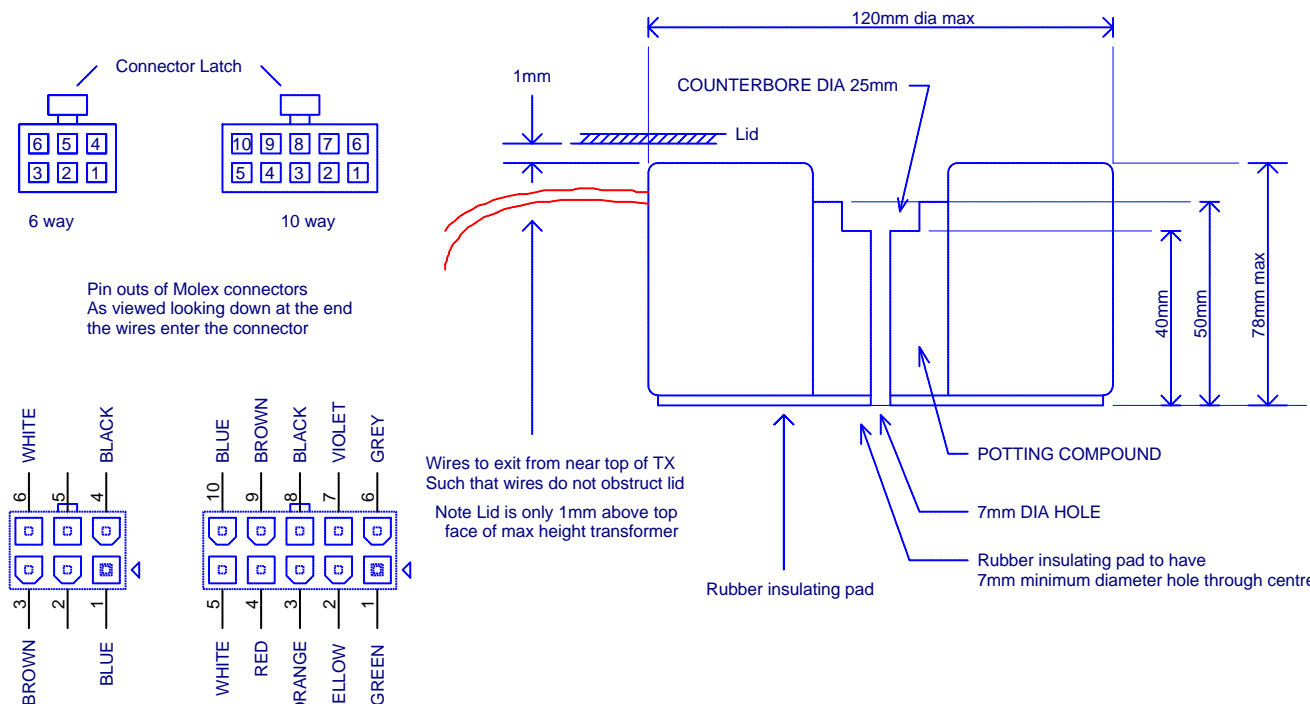 120mm dia max
Connector Latch
1mm
COUNTERBORE DIA 25mm
Lid
6 5 4
3 2 1
10 9 8 7 6
5 4 3 2 1
6 way
10 way
Pin outs of Molex connectors
As viewed looking down at the end
the wires enter the connector
40mm
50mm
78mm max
WHITE
BLACK
BLUE
BROWN
BLACK
VIOLET
GREY
6 5 4
10 9 8 7 6
3 2 1
5 4 3 2 1
BROWN
BLUE
WHITE
RED
ORANGE
ELLOW
GREEN
Wires to exit from near top of TX
Such that wires do not obstruct lid
Note Lid is only 1mm above top
face of max height transformer
POTTING COMPOUND
7mm DIA HOLE
Rubber insulating pad to have
7mm minimum diameter hole through centre
Rubber insulating pad